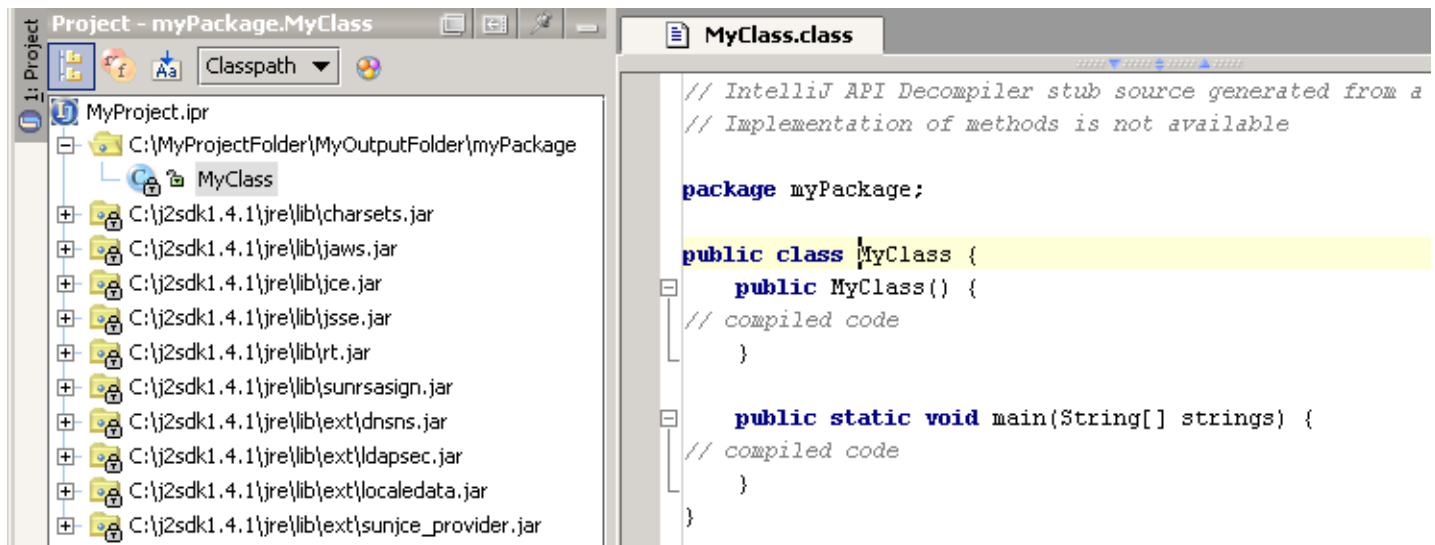 1: Project
Project - myPackage.MyClass
Classpath
MyProject.ipr
C:\MyProjectFolder\MyOutputFolder\myPackage
MyClass
C:\j2sdk1.4.1\jre\lib\charsets.jar
C:\j2sdk1.4.1\jre\lib\jaws.jar
C:\j2sdk1.4.1\jre\lib\jce.jar
C:\j2sdk1.4.1\jre\lib\jsse.jar
C:\j2sdk1.4.1\jre\lib\rt.jar
C:\j2sdk1.4.1\jre\lib\sunrsasign.jar
C:\j2sdk1.4.1\jre\lib\ext\dnsns.jar
C:\j2sdk1.4.1\jre\lib\ext\ldapsec.jar
C:\j2sdk1.4.1\jre\lib\ext\localedata.jar
C:\j2sdk1.4.1\jre\lib\ext\sunjce_provider.jar
MyClass.class
// IntelliJ API Decompiler stub source generated from a
// Implementation of methods is not available
package myPackage;
public class MyClass {
public MyClass() {
// compiled code
}
public static void main(String[] strings) {
// compiled code
}
}